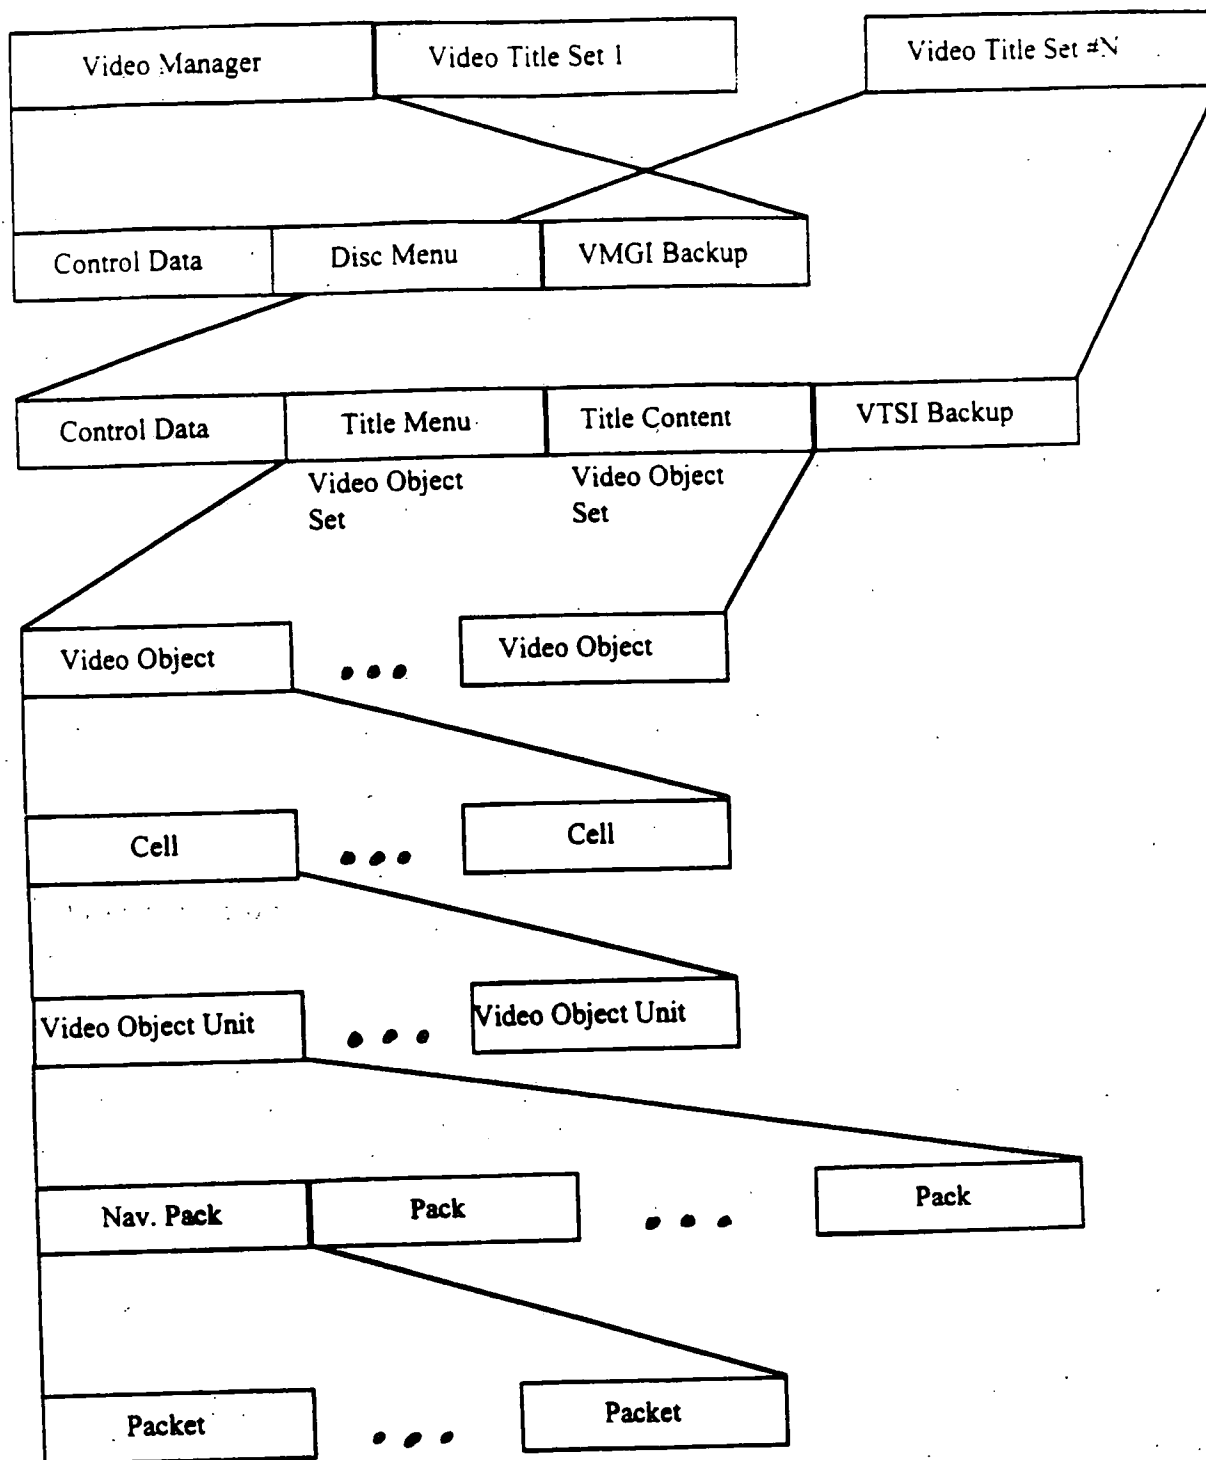 Video Manager
Video Title Set 1
Video Title Set #N
Control Data
Disc Menu
VMGI Backup
Control Data
Title Menu
Title Content
VTSI Backup
Video Object
Set
Video Object
Set
Video Object
Video Object
Cell
Cell
Video Object Unit
Video Object Unit
Nav. Pack
Pack
Pack
Packet
Packet